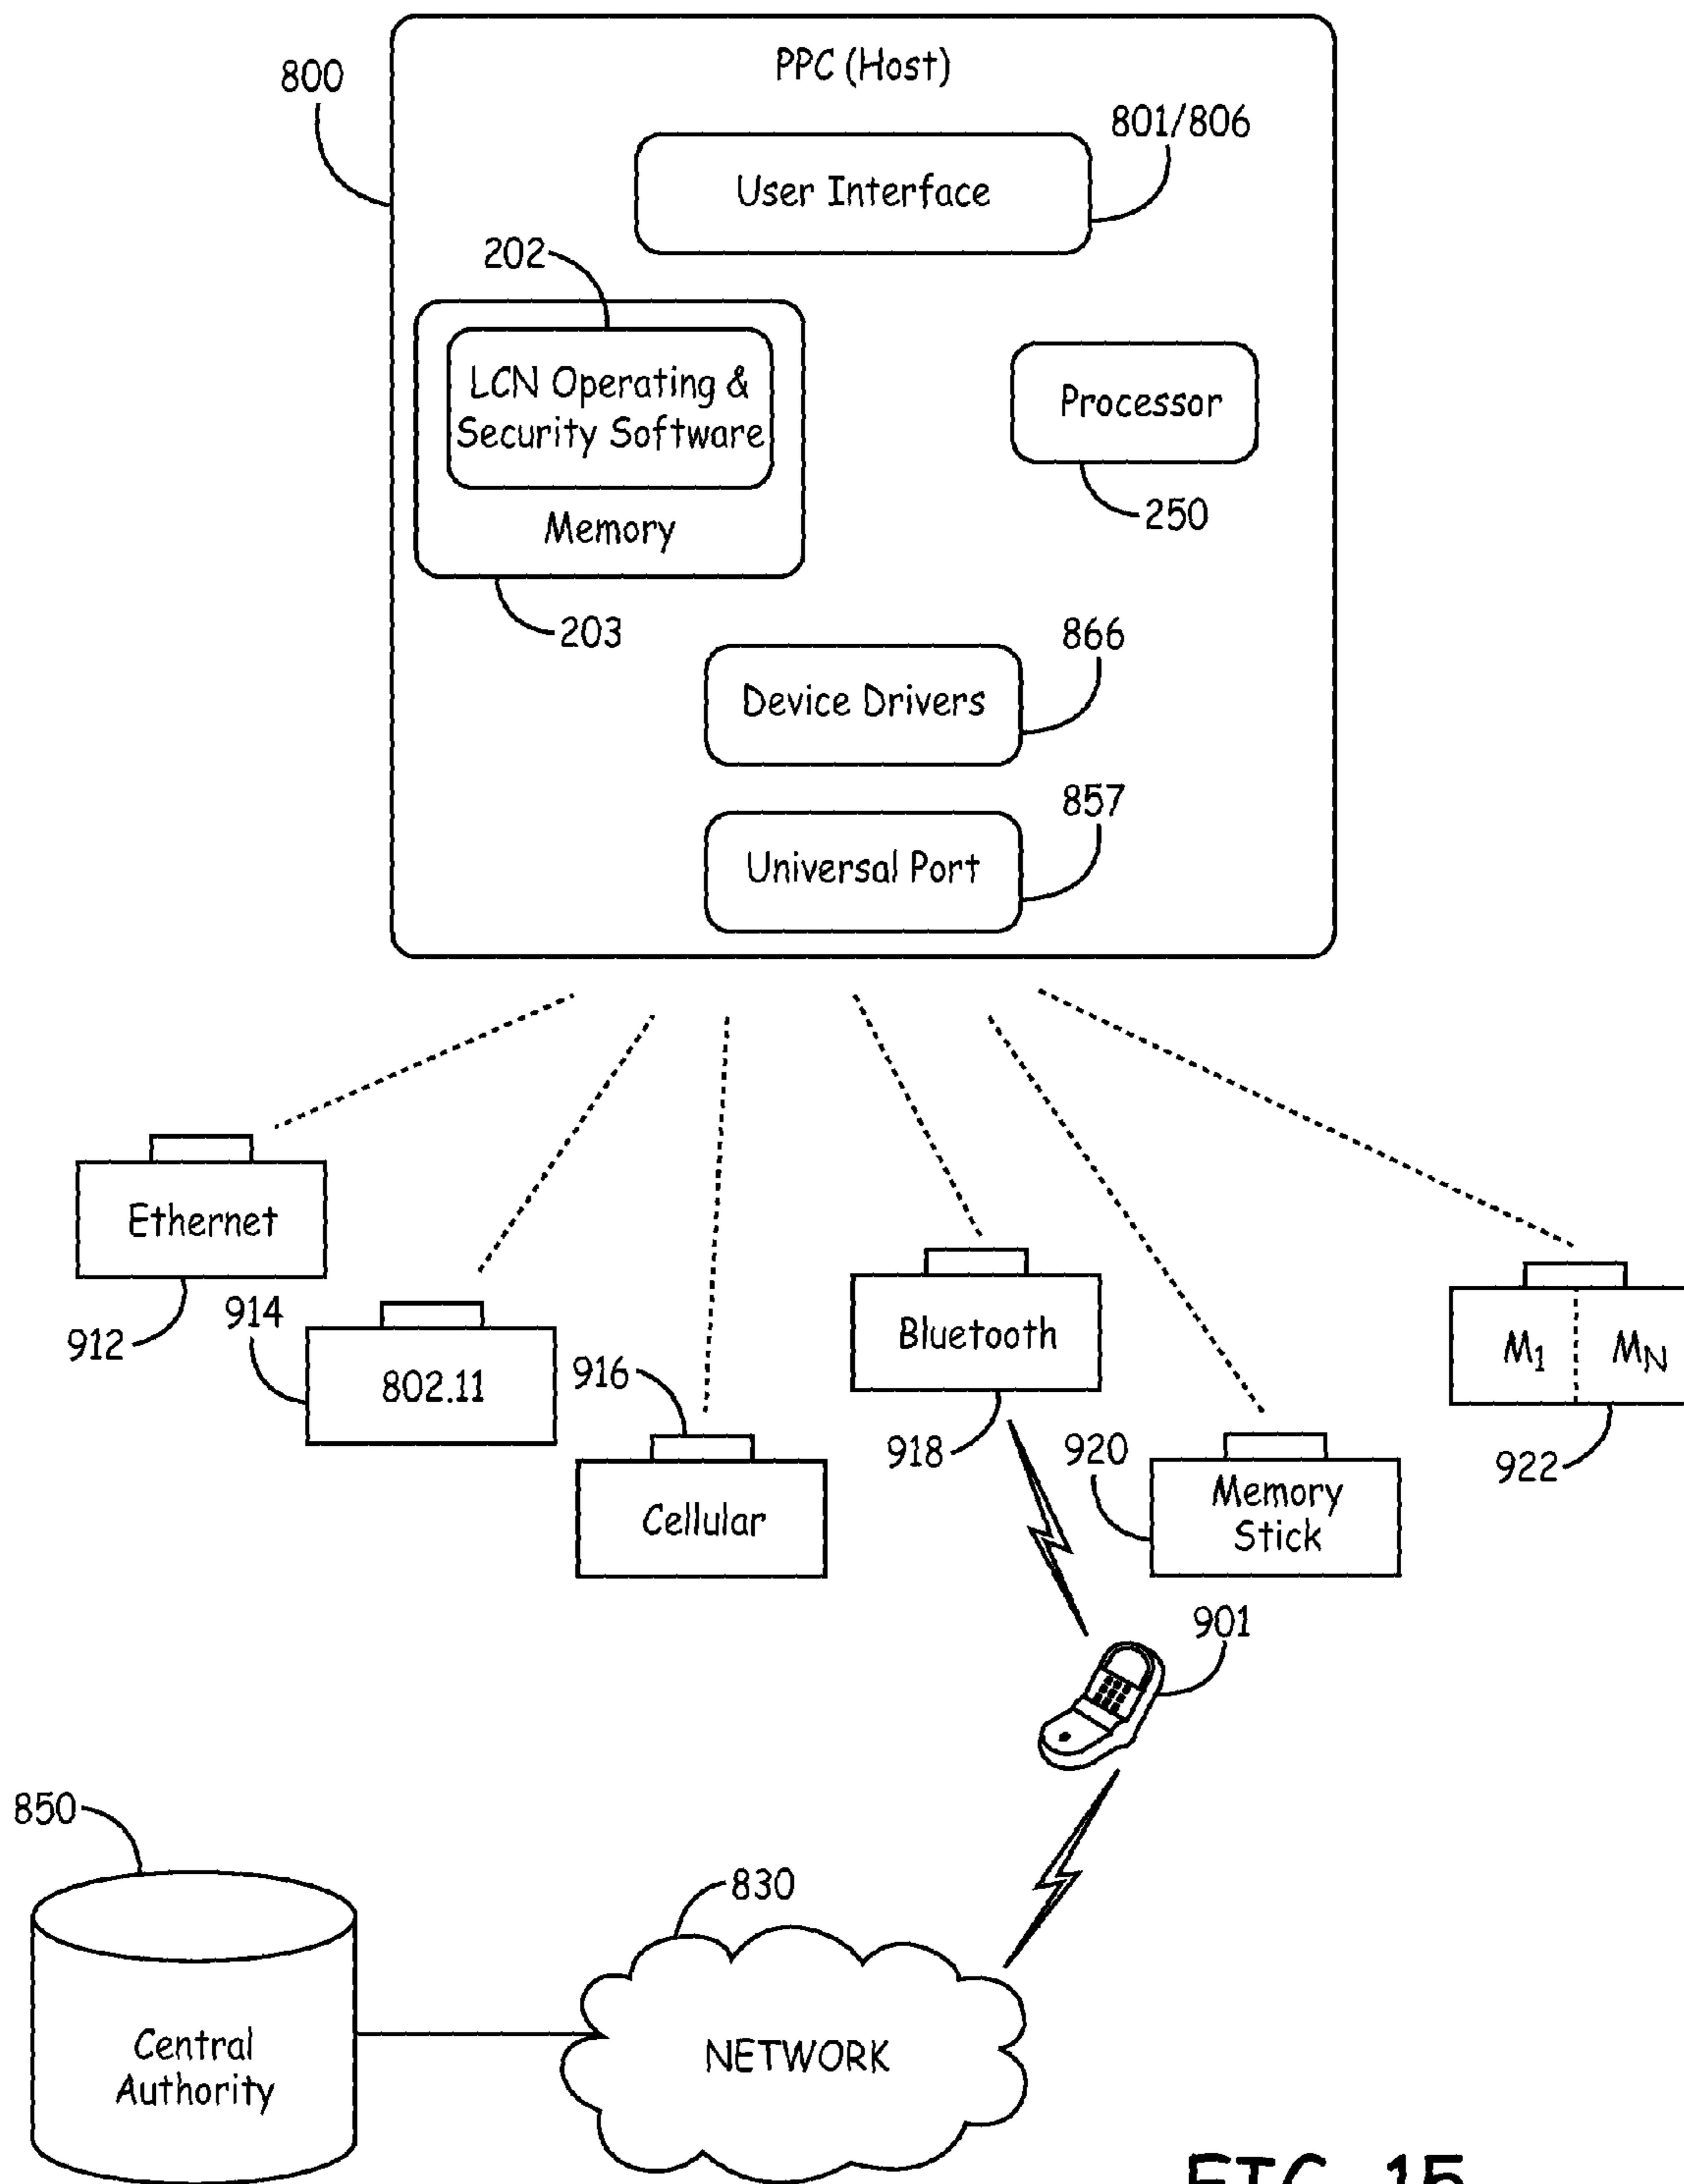 PPC (Host)
800
801/806
User Interface
202
LCN Operating &
Security Software
Processor
Memory
250
203
866
Device Drivers
857
Universal Port
Ethernet
912
914
802.11
916
Cellular
Bluetooth
918
920
Memory
Stick
M1
MN
922
901
850
830
Central
Authority
NETWORK
FIG. 15